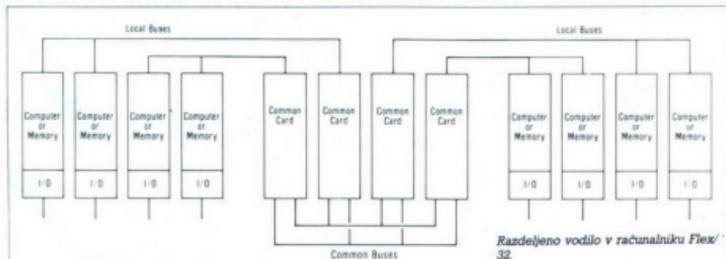 Local Buses
Local Buses
Computer
or
Memory
Computer
or
Memory
Computer
or
Memory
Computer
or
Memory
Common
Card
Common
Card
Common
Card
Common
Card
Computer
or
Memory
Computer
or
Memory
Computer
or
Memory
Computer
or
Memory
I/O
I/O
I/O
I/O
I/O
I/O
I/O
I/O
Common Buses
Razdeljeno vodilo v računalniku Flex/
32.